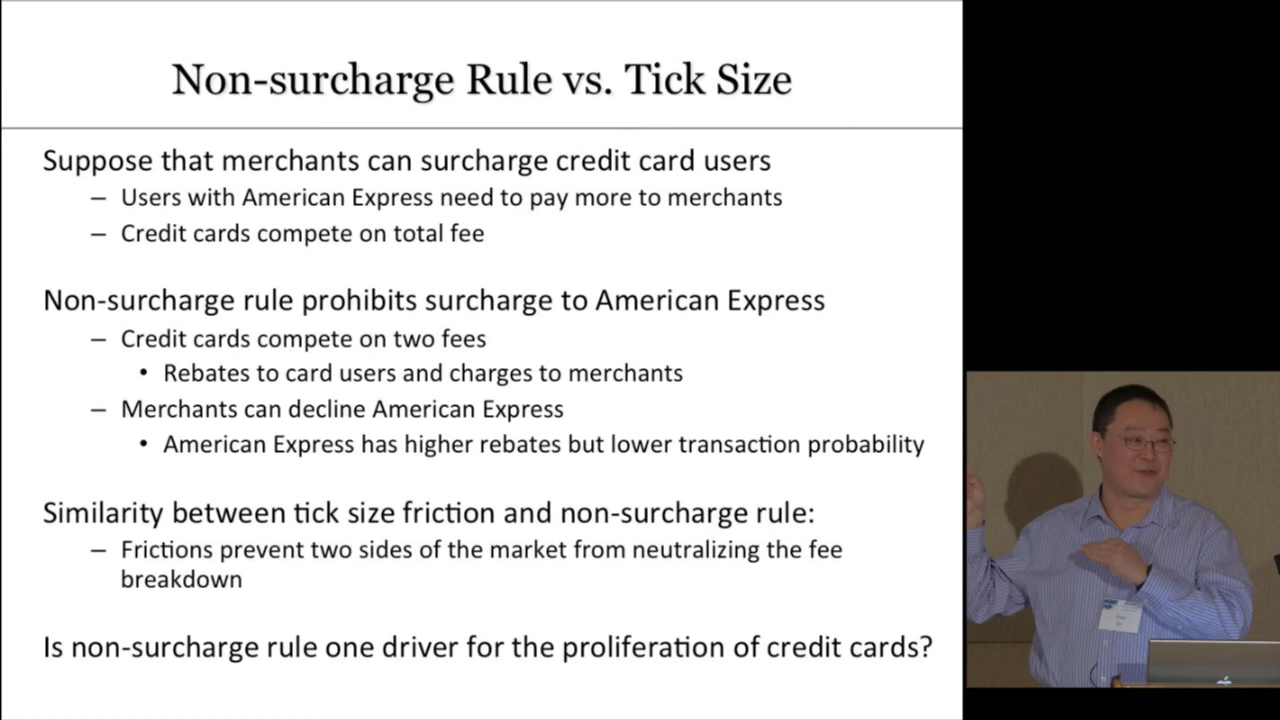 Non-surcharge Rule vs. Tick Size
Suppose that merchants can surcharge credit card users
– Users with American Express need to pay more to merchants
– Credit cards compete on total fee
Non-surcharge rule prohibits surcharge to American Express
– Credit cards compete on two fees
• Rebates to card users and charges to merchants
– Merchants can decline American Express
• American Express has higher rebates but lower transaction probability
Similarity between tick size friction and non-surcharge rule:
– Frictions prevent two sides of the market from neutralizing the fee
breakdown
Is non-surcharge rule one driver for the proliferation of credit cards?